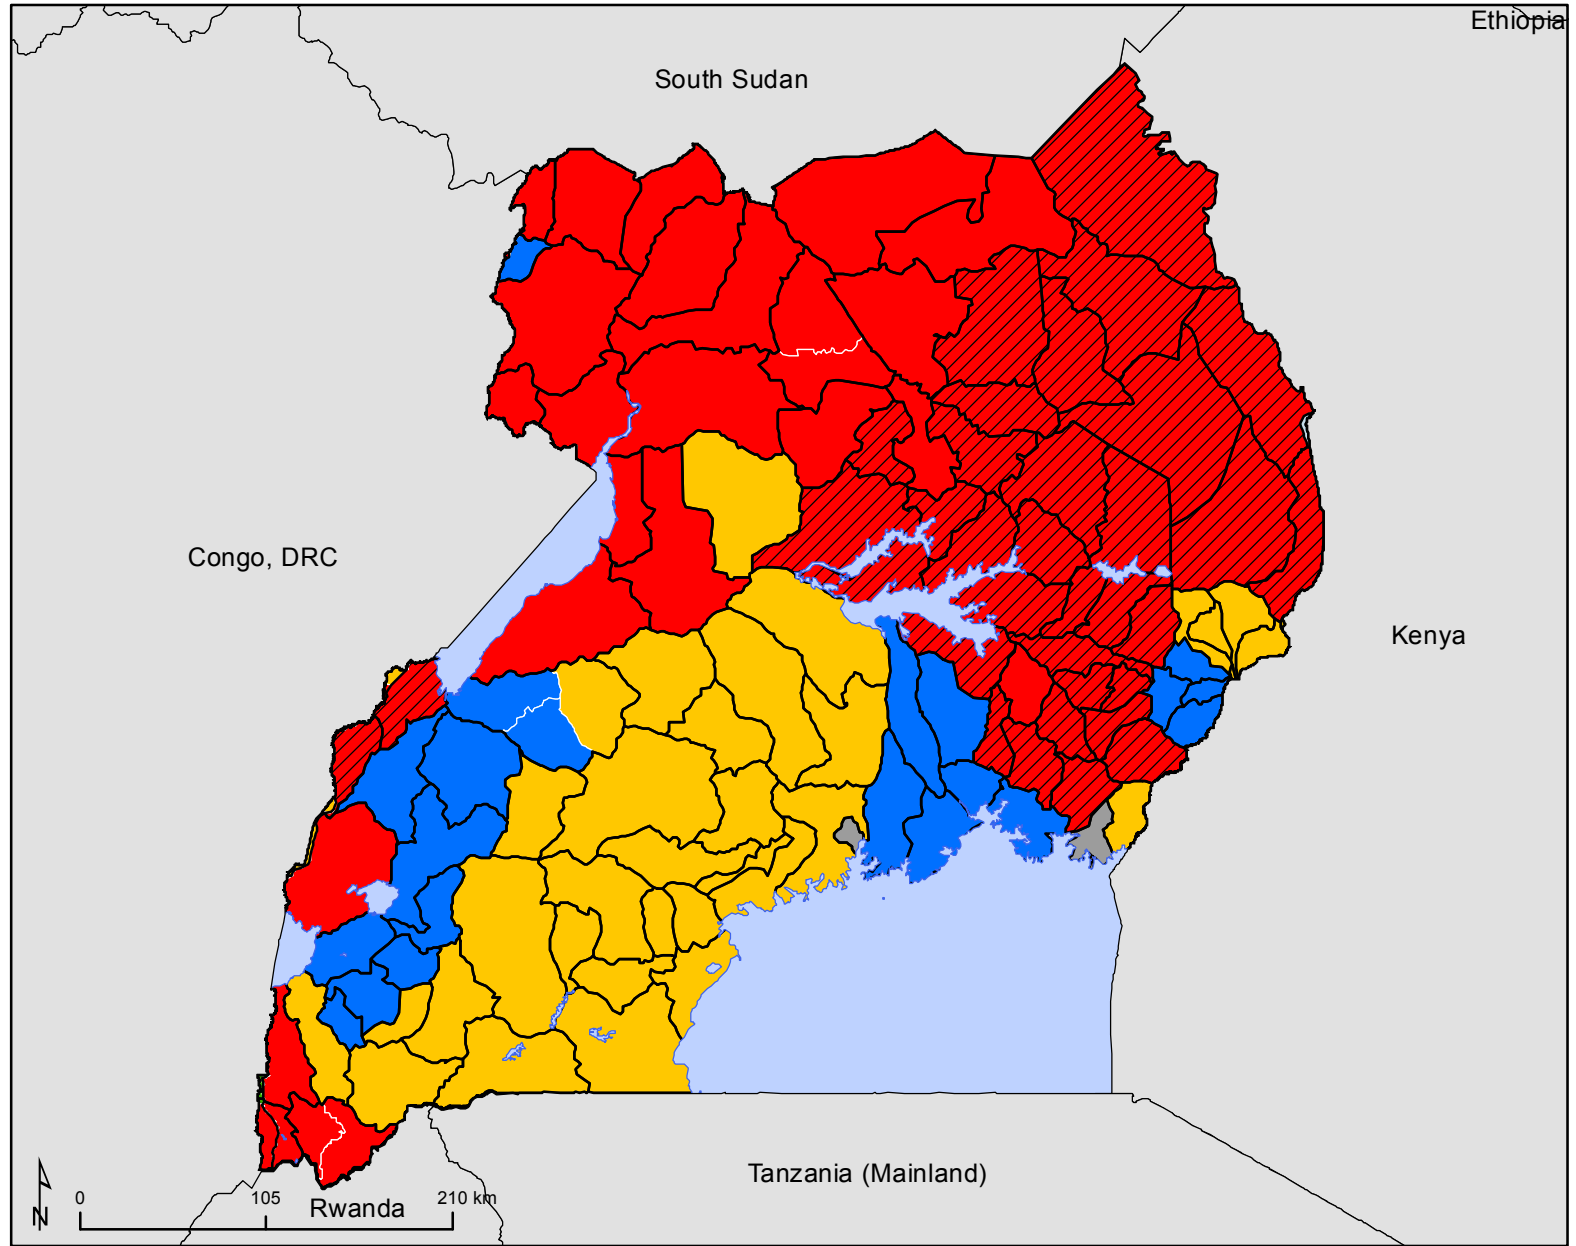 Ethiopia
South Sudan
Congo, DRC
Kenya
Tanzania (Mainland)
Rwanda
N
0 105 210 km